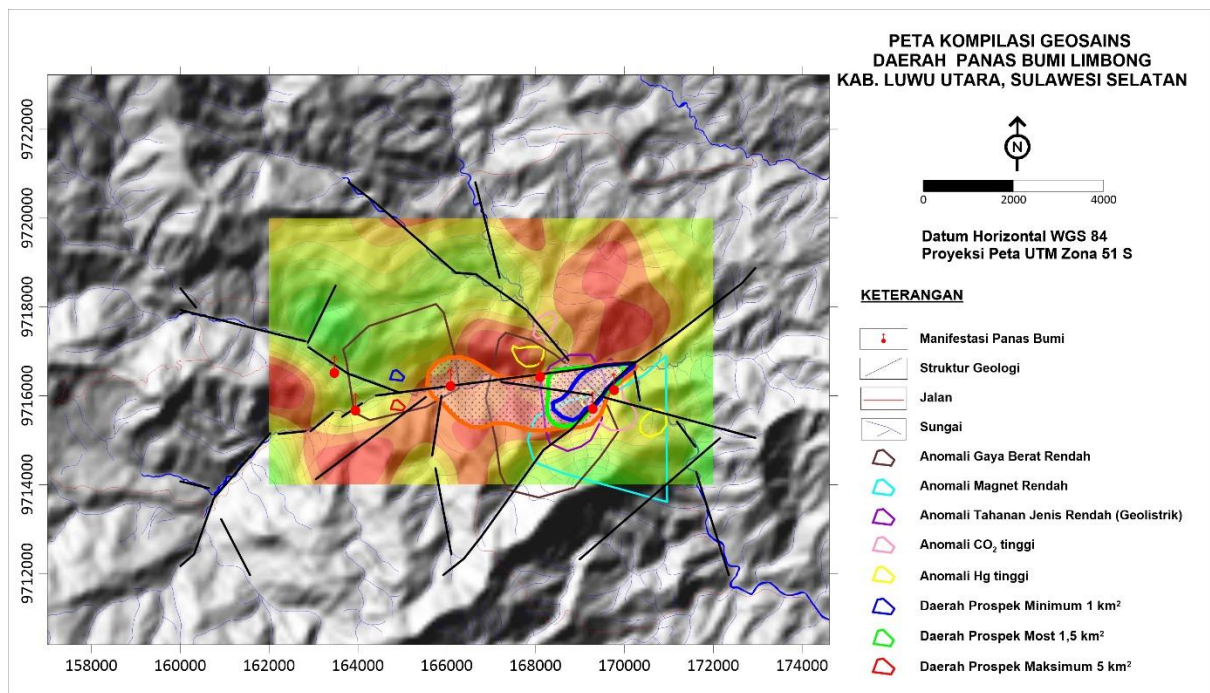 PETA KOMPILASI GEOSAINS
DAERAH PANAS BUMI LIMBONG
KAB. LUWU UTARA, SULAWESI SELATAN
N
0 2000 4000
Datum Horizontal WGS 84
Proyeksi Peta UTM Zona 51 S
KETERANGAN
Manifestasi Panas Bumi
Struktur Geologi
Jalan
Sungai
Anomali Gaya Berat Rendah
Anomali Magnet Rendah
Anomali Tahanan Jenis Rendah (Geolistrik)
Anomali CO₂ tinggi
Anomali Hg tinggi
Daerah Prospek Minimum 1 km²
Daerah Prospek Most 1,5 km²
Daerah Prospek Maksimum 5 km²
9722000
9720000
9718000
9716000
9714000
9712000
158000 160000 162000 164000 166000 168000 170000 172000 174000